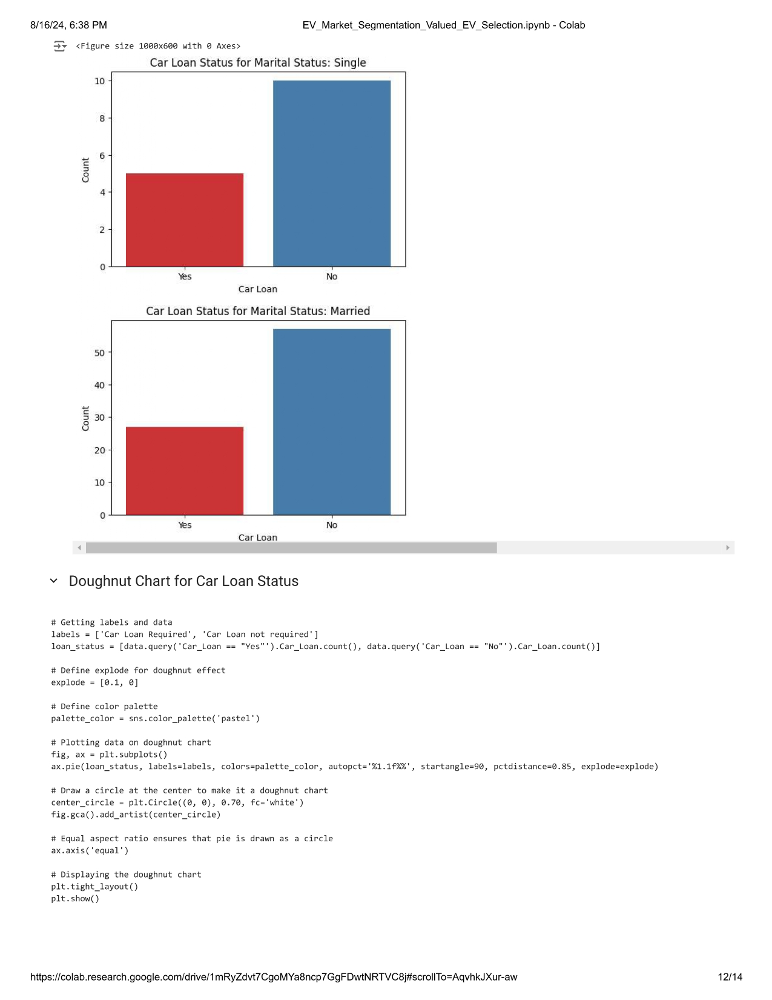 8/16/24, 6:38 PM EV_Market_Segmentation_Valued_EV_Selection.ipynb - Colab
<Figure size 1000x600 with 0 Axes>
Car Loan Status for Marital Status: Single
10
8
6
4
2
0
Count
Yes No
Car Loan
Car Loan Status for Marital Status: Married
50
40
30
20
10
0
Count
Yes No
Car Loan
Doughnut Chart for Car Loan Status
# Getting labels and data
labels = ['Car Loan Required', 'Car Loan not required']
loan_status = [data.query('Car_Loan == "Yes"').Car_Loan.count(), data.query('Car_Loan == "No"').Car_Loan.count()]
# Define explode for doughnut effect
explode = [0.1, 0]
# Define color palette
palette_color = sns.color_palette('pastel')
# Plotting data on doughnut chart
fig, ax = plt.subplots()
ax.pie(loan_status, labels=labels, colors=palette_color, autopct='%1.1f%%', startangle=90, pctdistance=0.85, explode=explode)
# Draw a circle at the center to make it a doughnut chart
center_circle = plt.Circle((0, 0), 0.70, fc='white')
fig.gca().add_artist(center_circle)
# Equal aspect ratio ensures that pie is drawn as a circle
ax.axis('equal')
# Displaying the doughnut chart
plt.tight_layout()
plt.show()
https://colab.research.google.com/drive/1mRyZdvt7CgoMYa8ncp7GgFDwtNRTVC8j#scrollTo=AqvhkJXur-aw 12/14